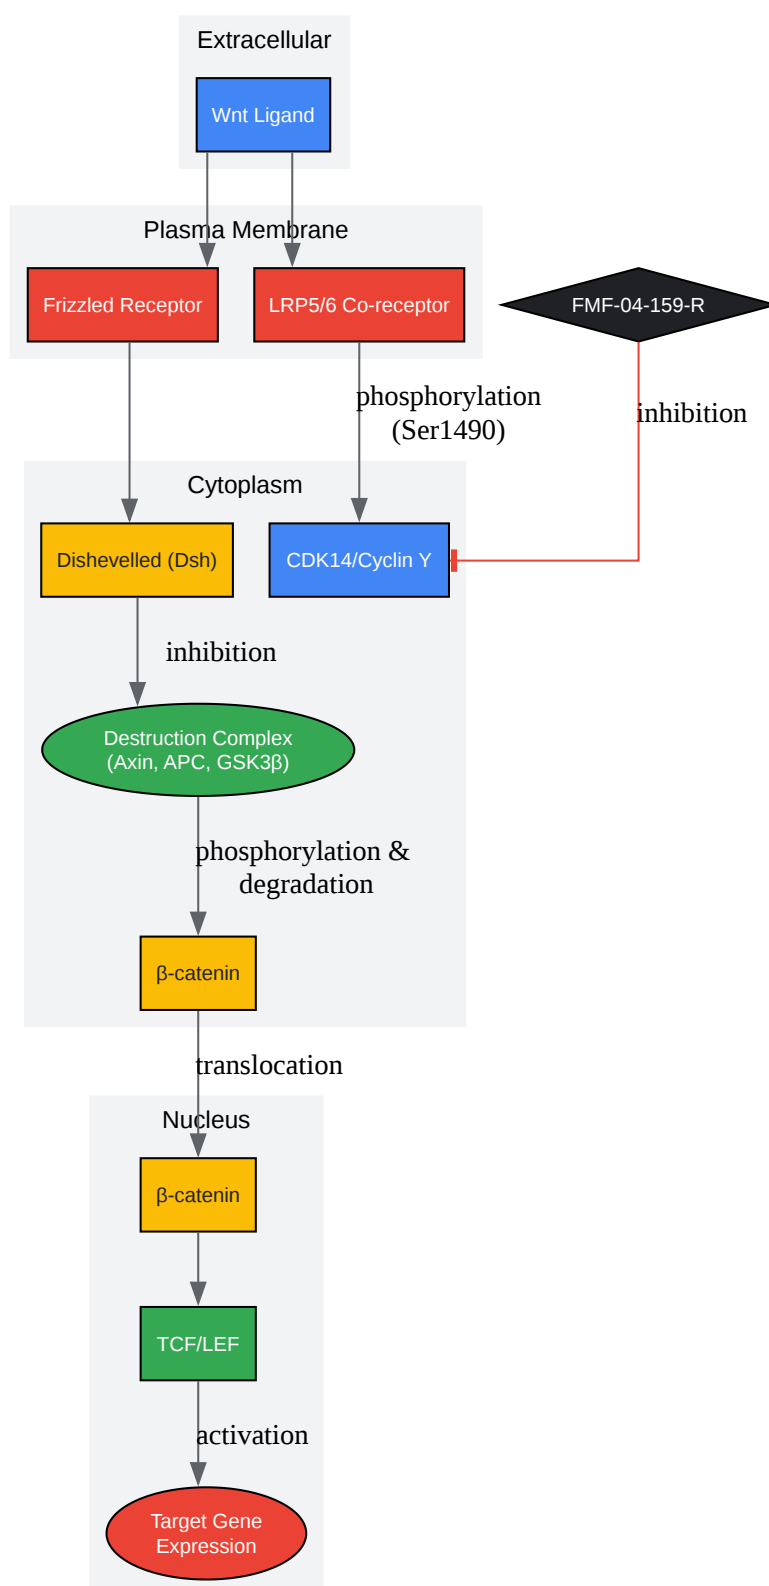 Extracellular
Wnt Ligand
Plasma Membrane
Frizzled Receptor
LRP5/6 Co-receptor
FMF-04-159-R
phosphorylation
(Ser1490)
inhibition
Cytoplasm
Dishevelled (Dsh)
CDK14/Cyclin Y
inhibition
Destruction Complex
(Axin, APC, GSK3β)
phosphorylation &
degradation
β-catenin
translocation
Nucleus
β-catenin
TCF/LEF
activation
Target Gene
Expression